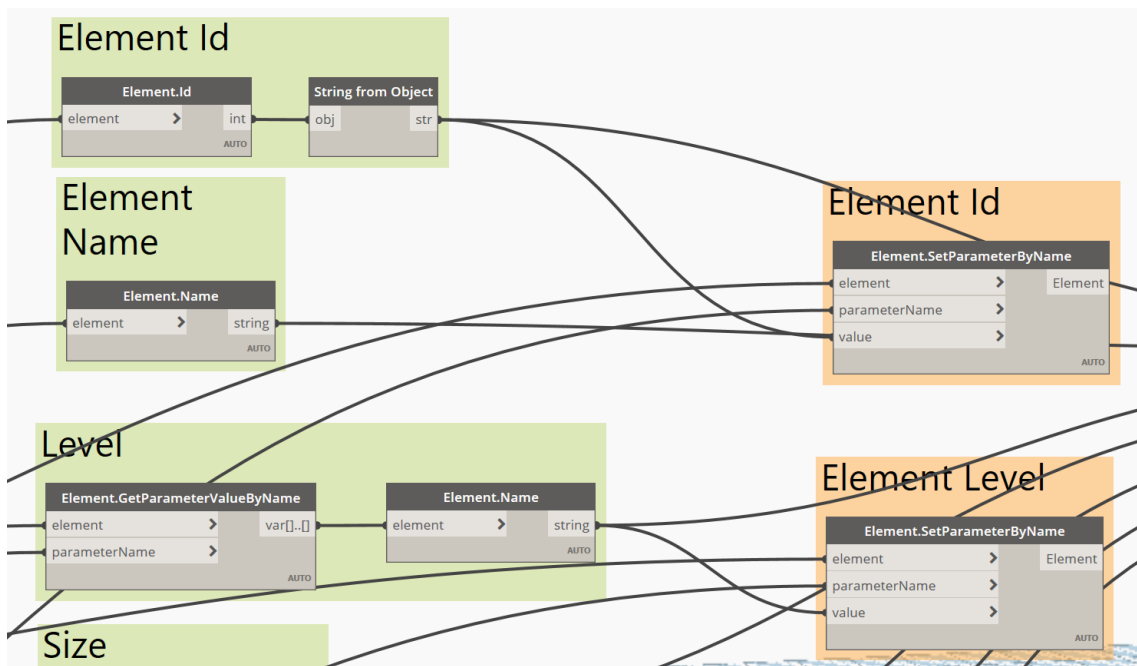 Element Id
Element.Id
String from Object
element > int
obj str
AUTO
Element
Name
Element.Name
element > string
AUTO
Element Id
Element.SetParameterByName
element > Element
parameterName >
value >
AUTO
Level
Element.GetParameterValueByName
Element.Name
element > var[]..[]
element > string
parameterName >
AUTO
AUTO
Element Level
Element.SetParameterByName
element > Element
parameterName >
value >
AUTO
Size